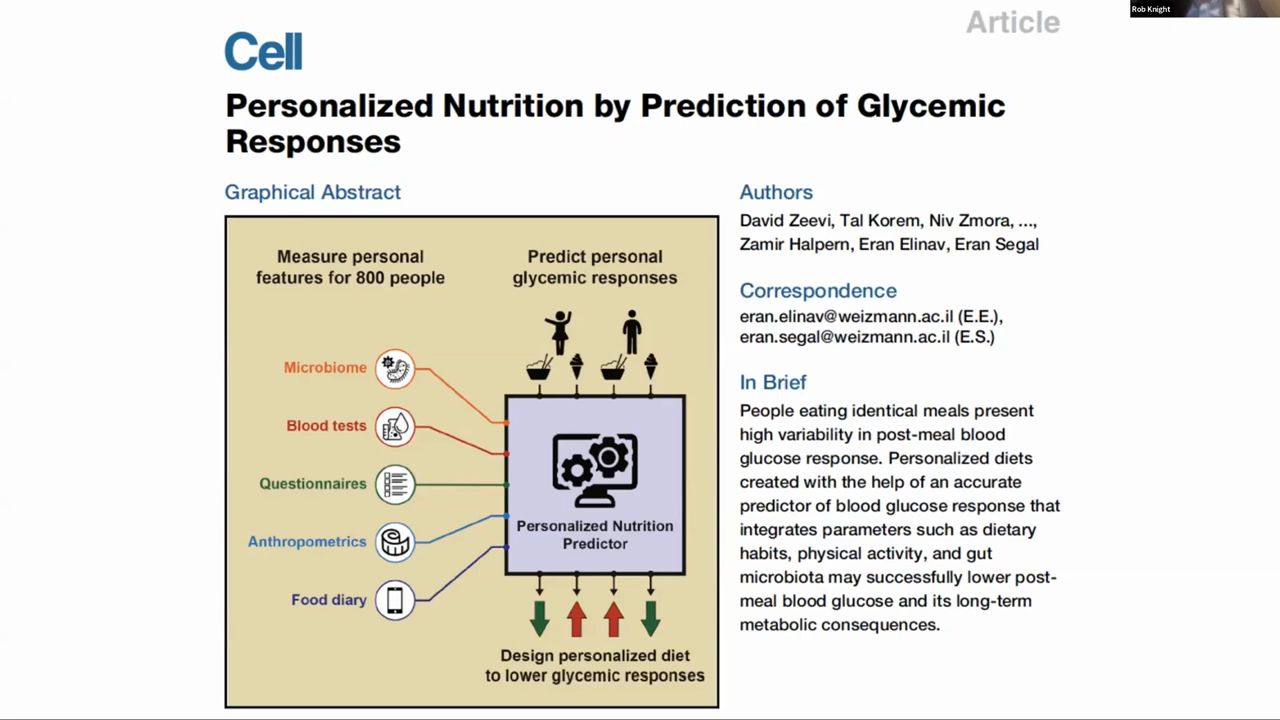 Rob Knight
Article
Cell
Personalized Nutrition by Prediction of Glycemic
Responses
Graphical Abstract
Measure personal
features for 800 people
Predict personal
glycemic responses
Microbiome
Blood tests
Questionnaires
Anthropometrics
Food diary
Personalized Nutrition
Predictor
Design personalized diet
to lower glycemic responses
Authors
David Zeevi, Tal Korem, Niv Zmora, ...,
Zamir Halpern, Eran Elinav, Eran Segal
Correspondence
eran.elinav@weizmann.ac.il (E.E.),
eran.segal@weizmann.ac.il (E.S.)
In Brief
People eating identical meals present
high variability in post-meal blood
glucose response. Personalized diets
created with the help of an accurate
predictor of blood glucose response that
integrates parameters such as dietary
habits, physical activity, and gut
microbiota may successfully lower post-
meal blood glucose and its long-term
metabolic consequences.